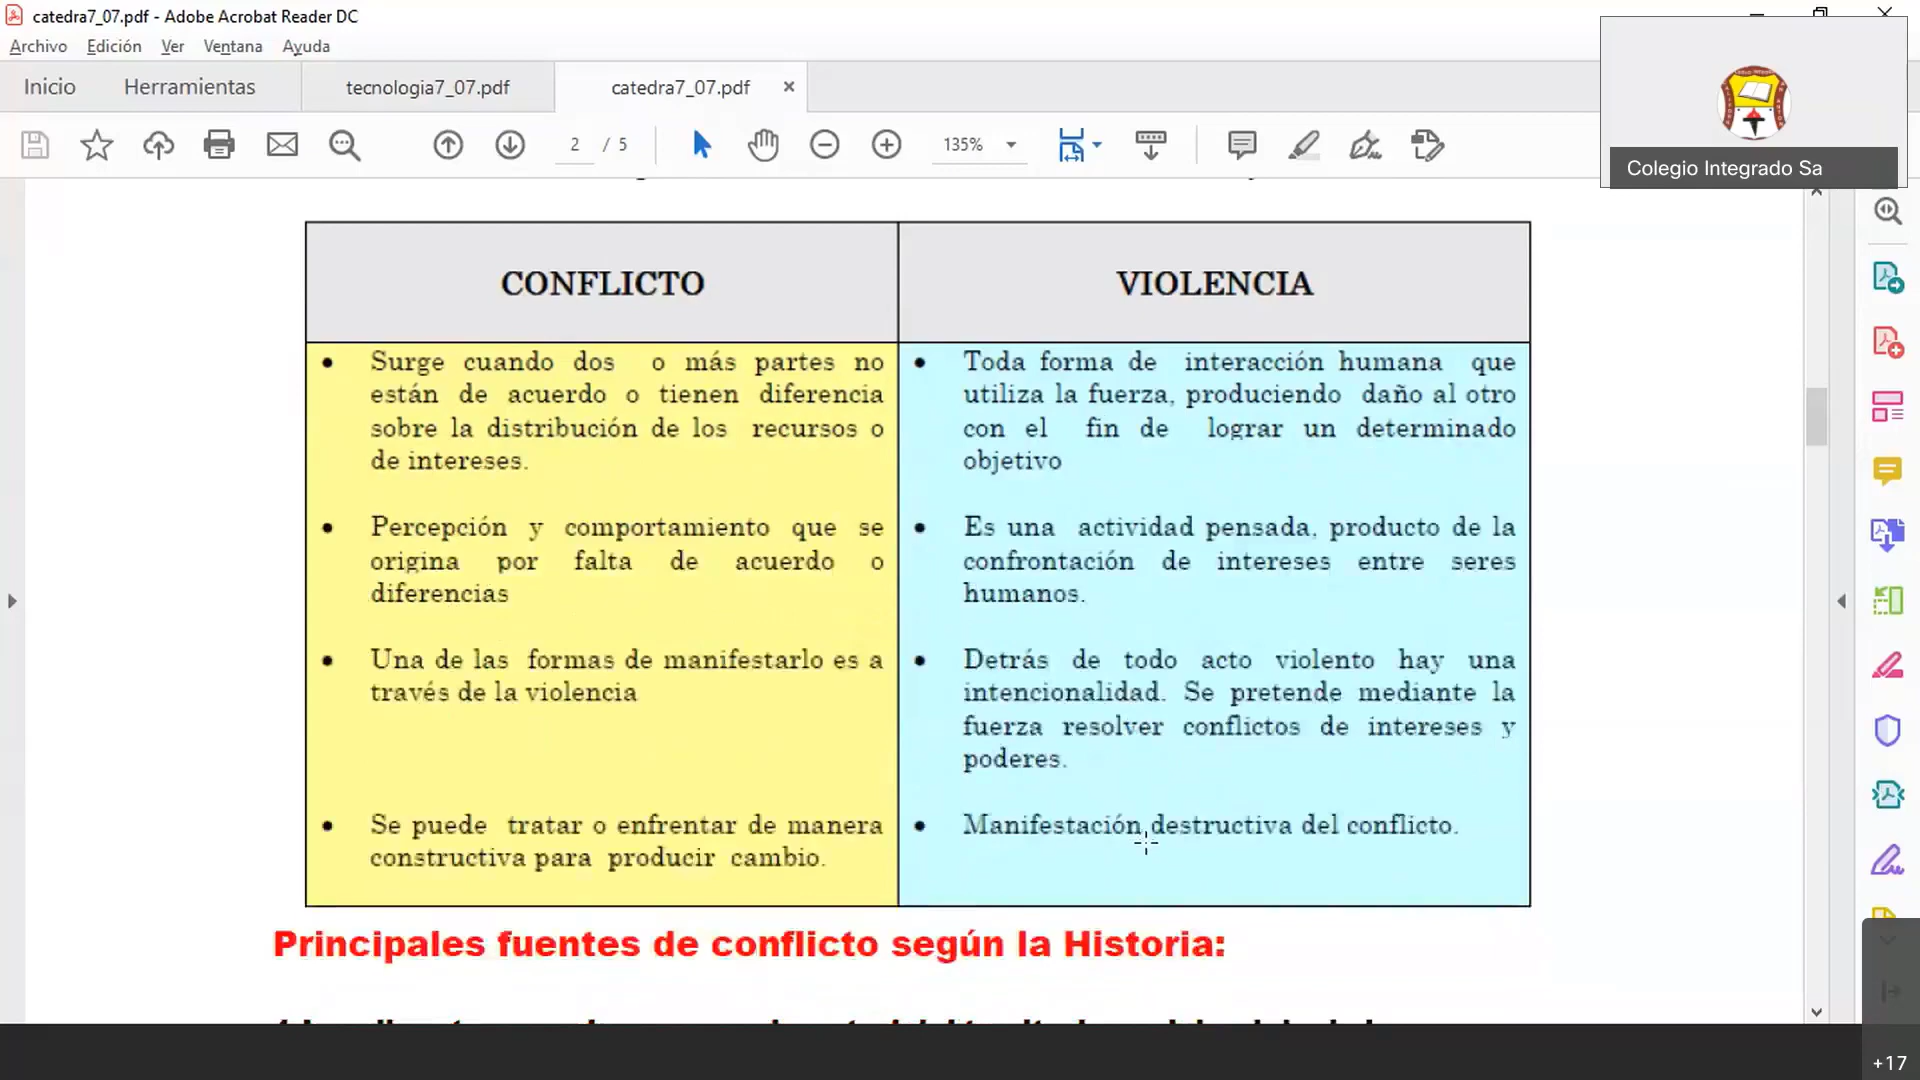 catedra7_07.pdf - Adobe Acrobat Reader DC
Archivo Edición Ver Ventana Ayuda
Inicio Herramientas tecnologia7_07.pdf catedra7_07.pdf
2 / 5 135%
Colegio Integrado Sa
CONFLICTO
Surge cuando dos o más partes no
están de acuerdo o tienen diferencia
sobre la distribución de los recursos o
de intereses.
Percepción y comportamiento que se
origina por falta de acuerdo o
diferencias
Una de las formas de manifestarlo es a
través de la violencia
Se puede tratar o enfrentar de manera
constructiva para producir cambio.
VIOLENCIA
Toda forma de interacción humana que
utiliza la fuerza, produciendo daño al otro
con el fin de lograr un determinado
objetivo
Es una actividad pensada, producto de la
confrontación de intereses entre seres
humanos.
Detrás de todo acto violento hay una
intencionalidad. Se pretende mediante la
fuerza resolver conflictos de intereses y
poderes.
Manifestación destructiva del conflicto.
Principales fuentes de conflicto según la Historia:
+17